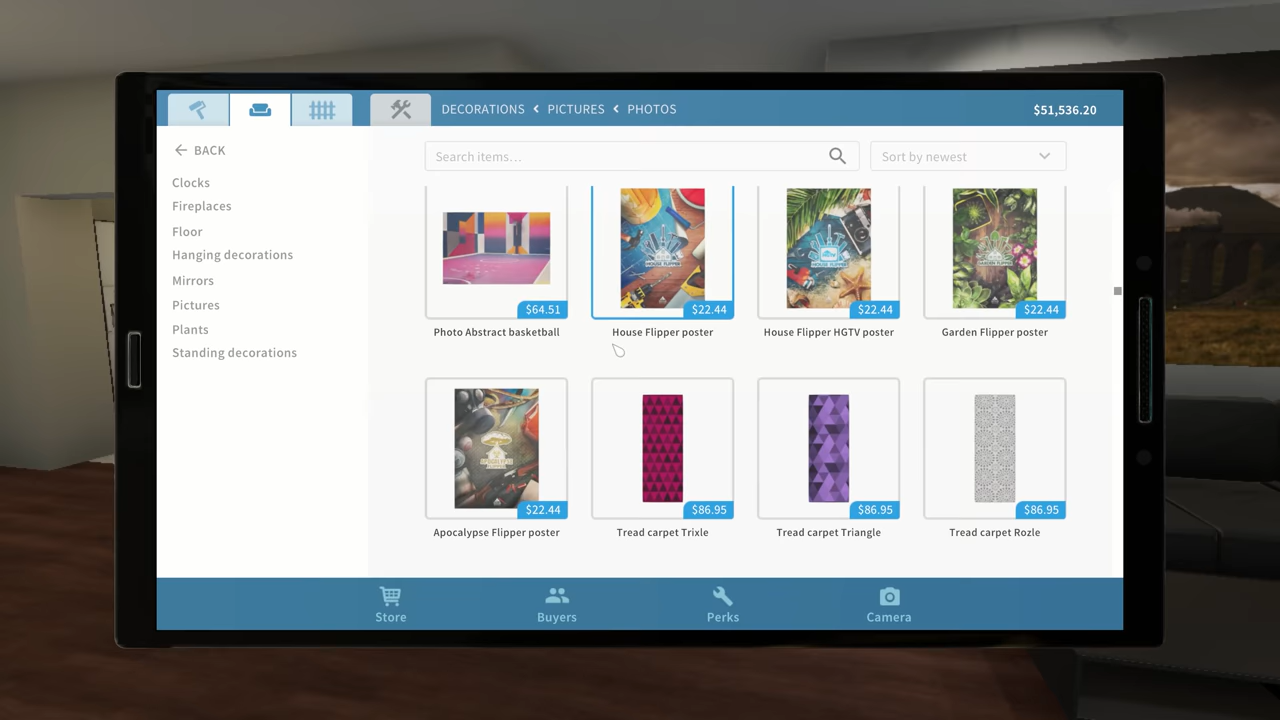 DECORATIONS < PICTURES < PHOTOS
$51,536.20
BACK
Search items...
Sort by newest
Clocks
Fireplaces
Floor
Hanging decorations
Mirrors
Pictures
Plants
Standing decorations
$64.51
$22.44
$22.44
$22.44
Photo Abstract basketball
House Flipper poster
House Flipper HGTV poster
Garden Flipper poster
$22.44
$86.95
$86.95
$86.95
Apocalypse Flipper poster
Tread carpet Trixle
Tread carpet Triangle
Tread carpet Rozle
Store
Buyers
Perks
Camera